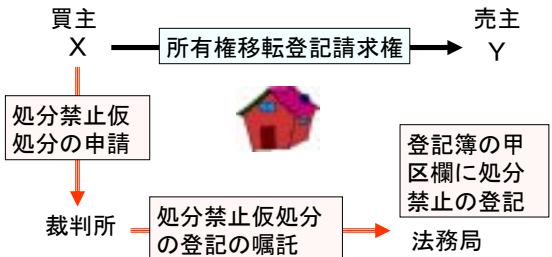 買主
X
所有権移転登記請求権
売主
Y
処分禁止仮
処分の申請
登記簿の甲
区欄に処分
禁止の登記
裁判所
処分禁止仮処分
の登記の嘱託
法務局